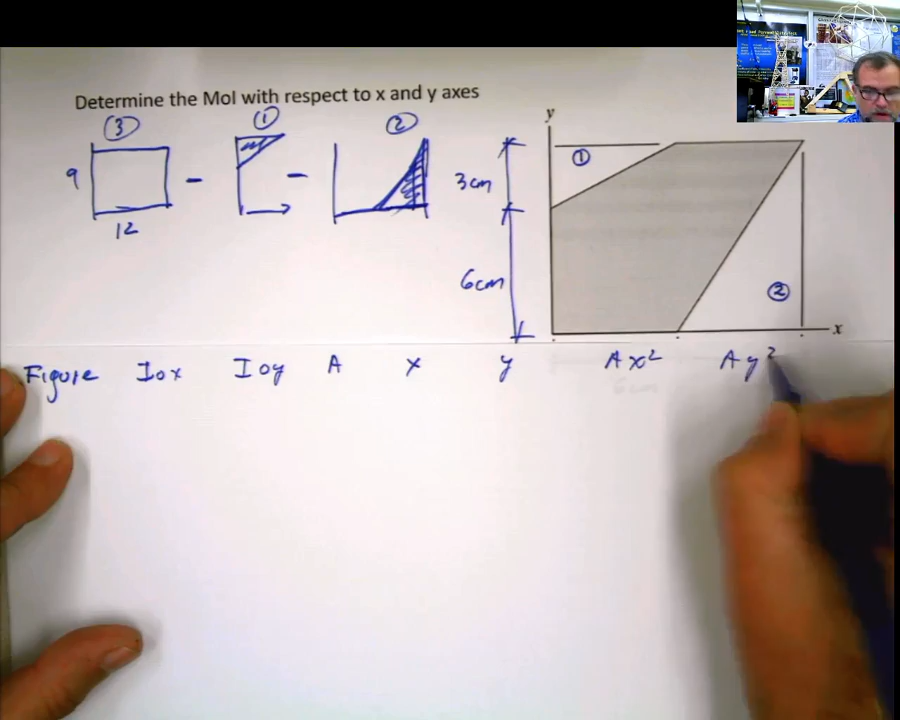 Determine the MoI with respect to x and y axes
③ ① ②
9 - -
12
y
①
3cm
6cm
②
x
Figure Iox Ioy A x y Ax² Ay²